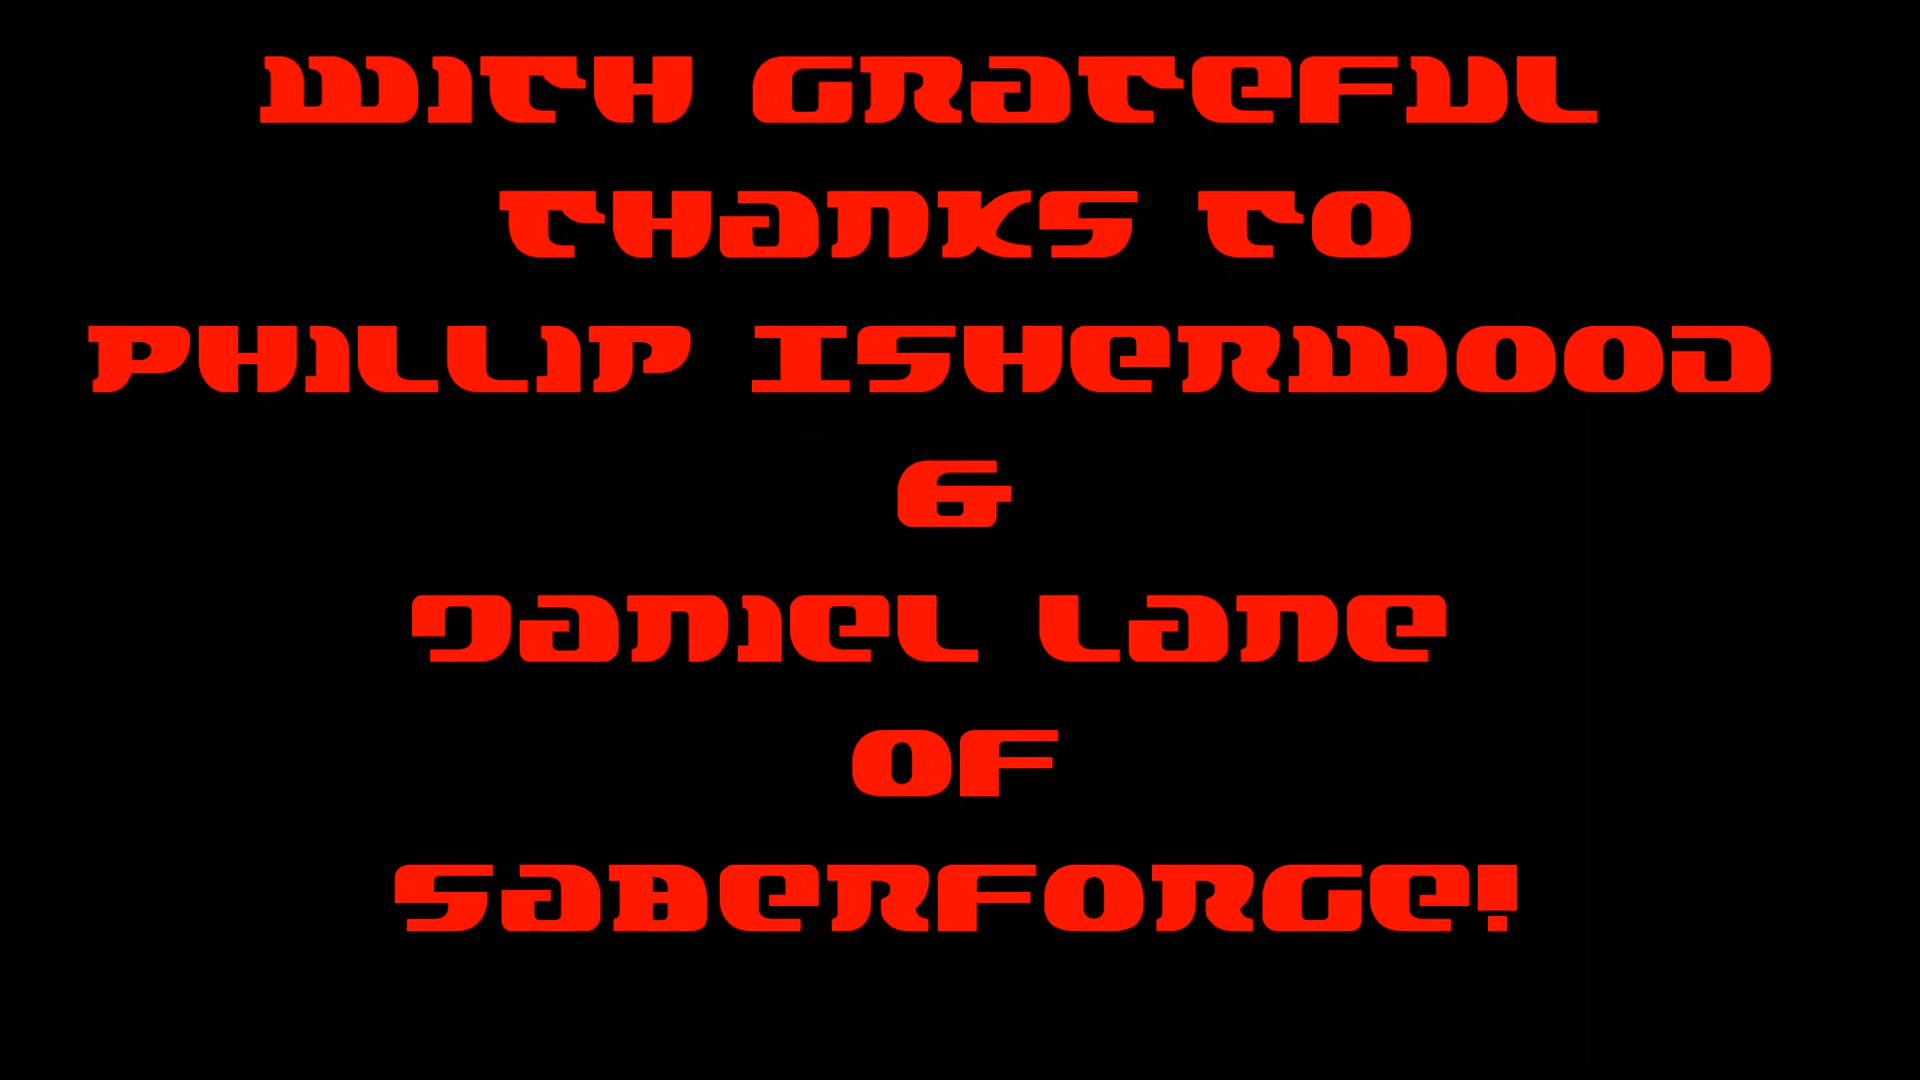 WITH GRATEFUL
THANKS TO
PHILLIP ISHERWOOD
&
DANIEL LANE
OF
SABERFORGE!